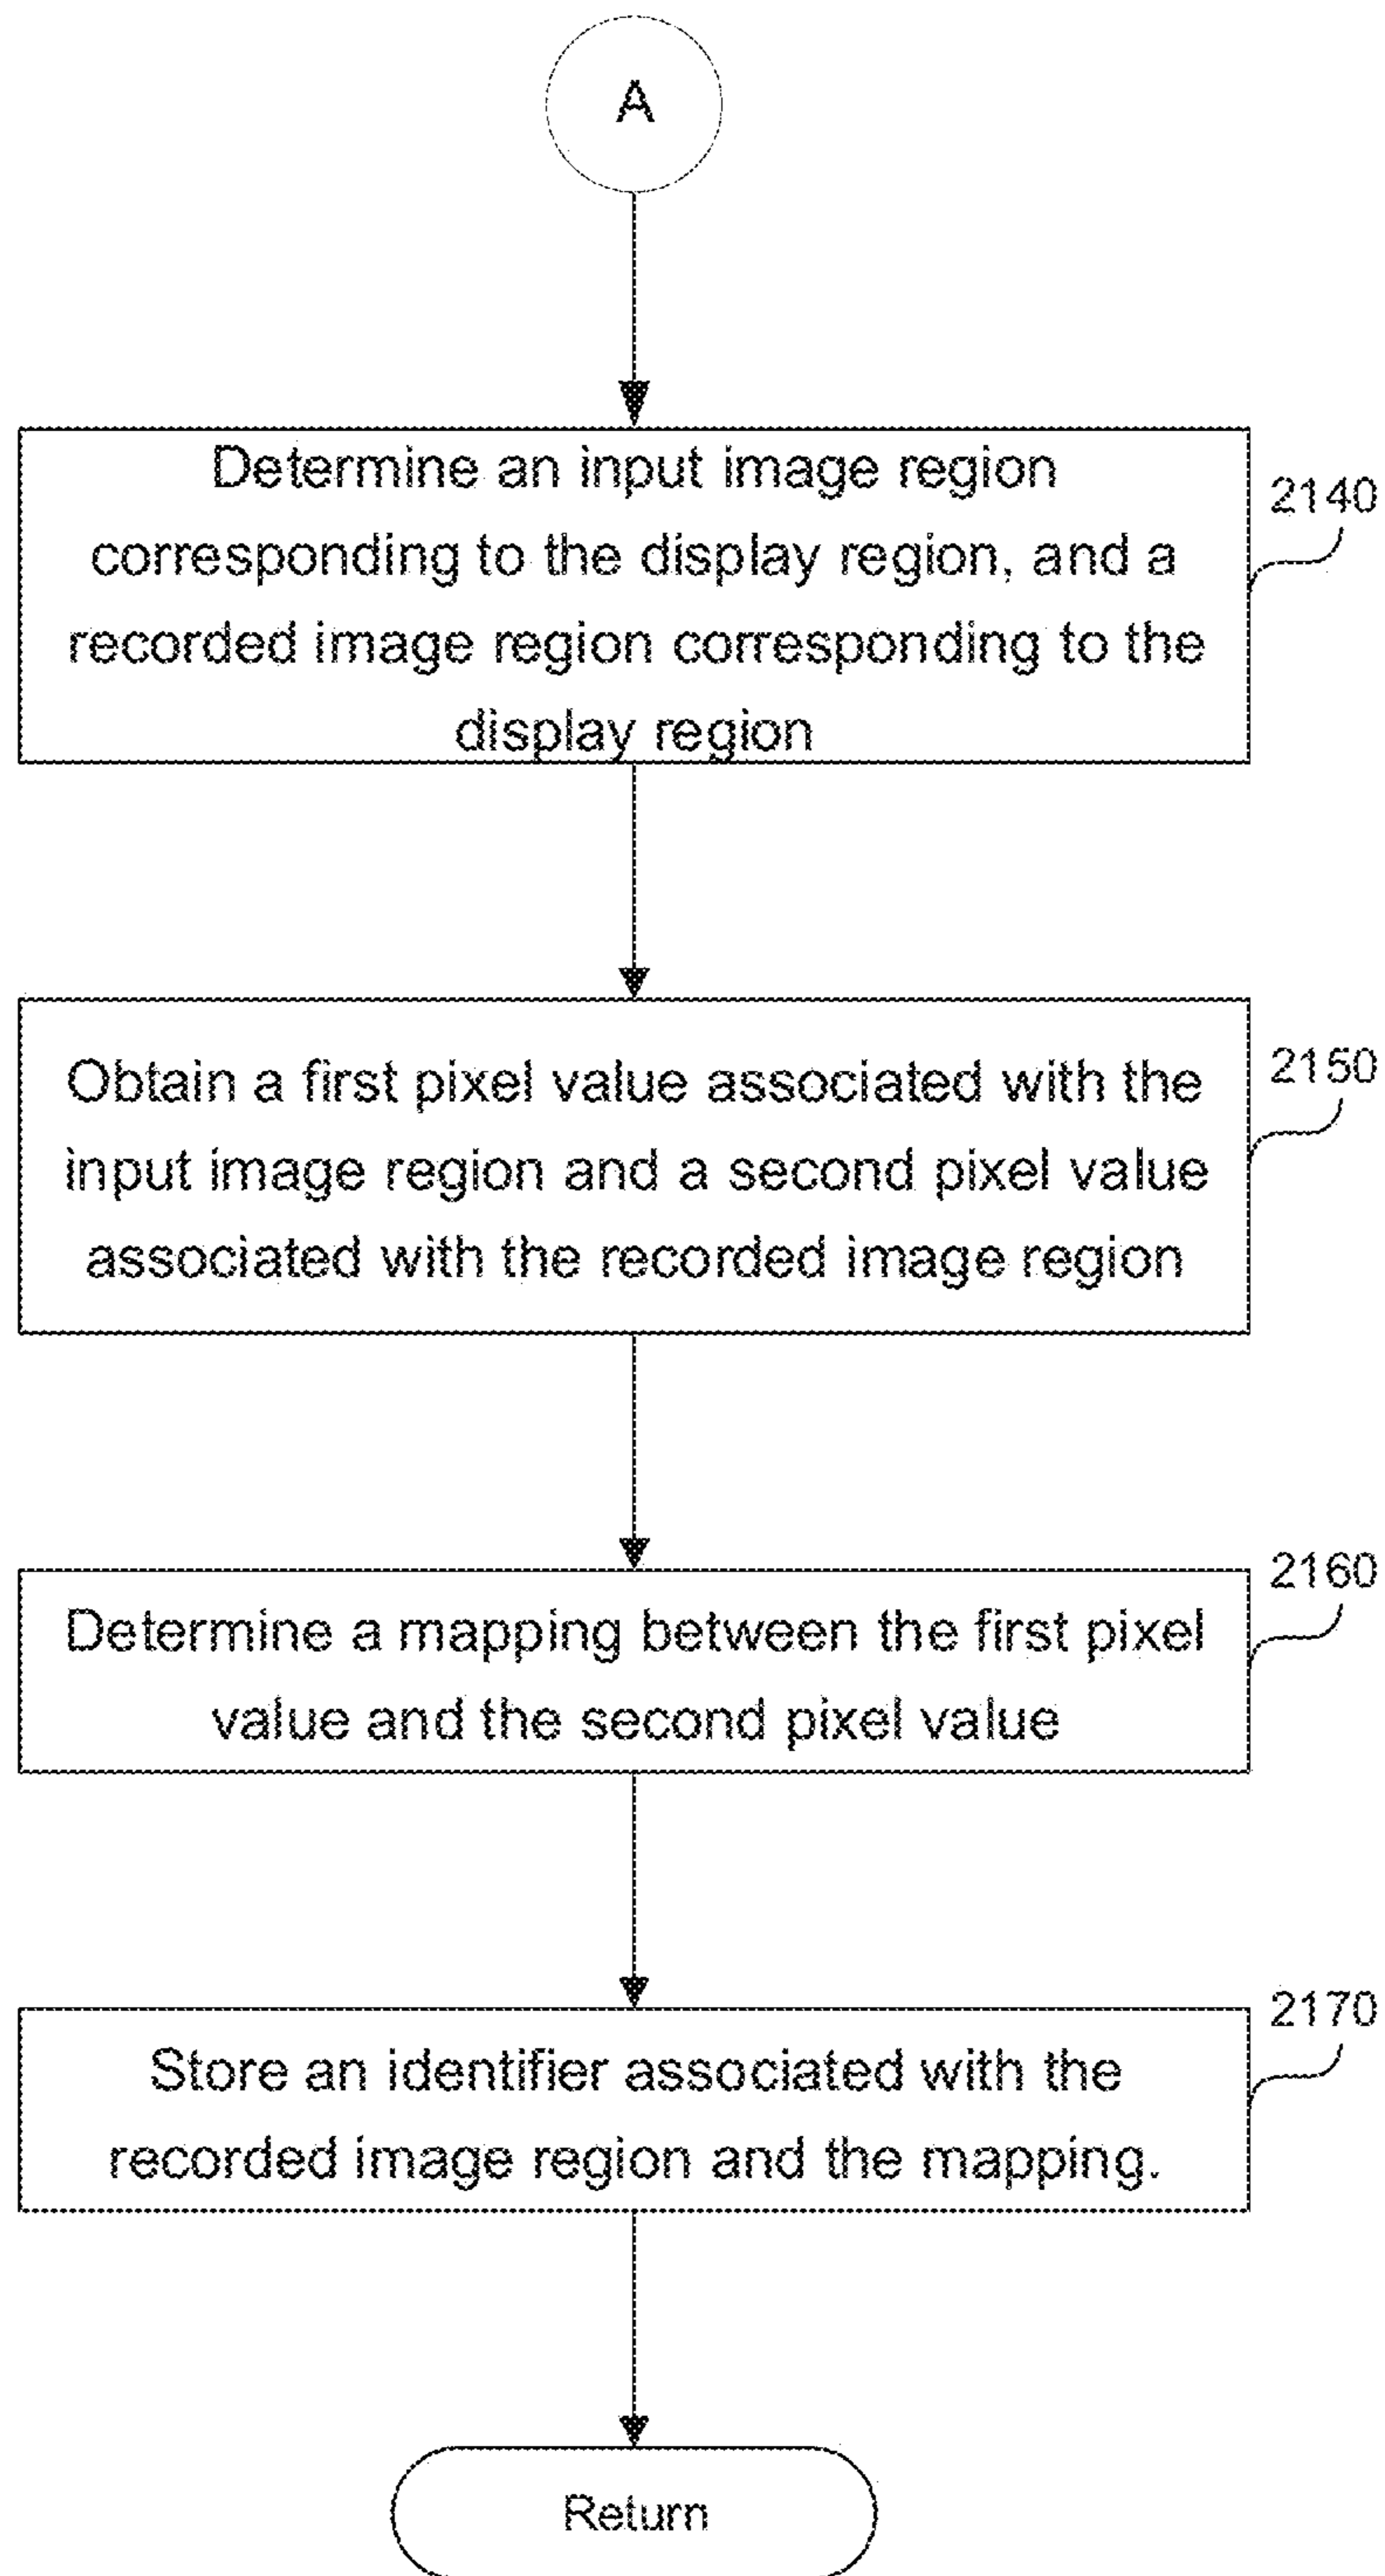 A
Determine an input image region
2140
corresponding to the display region, and a
recorded image region corresponding to the
display region
2150
Obtain a first pixel value associated with the
input image region and a second pixel value
associated with the recorded image region
2160
Determine a mapping between the first pixel
value and the second pixel value
2170
Store an identifier associated with the
recorded image region and the mapping.
Return